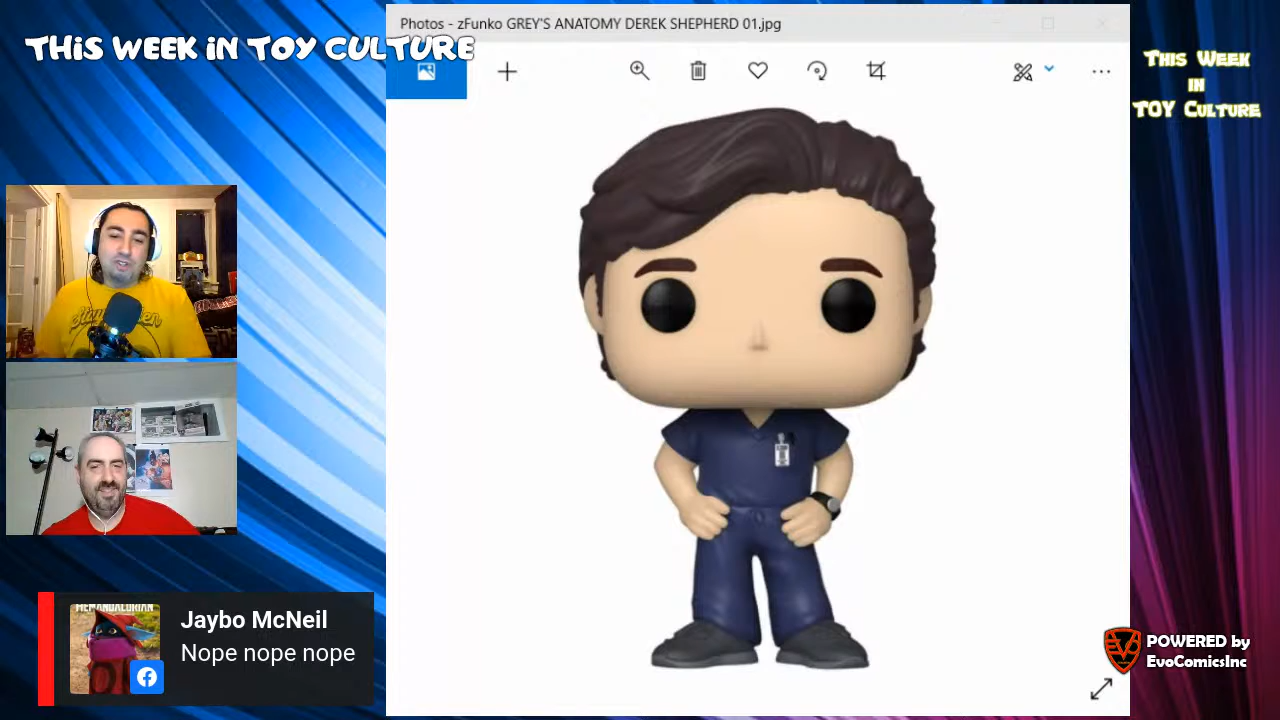 Photos - zFunko GREY'S ANATOMY DEREK SHEPHERD 01.jpg
THiS WEEK iN TOY CULTURE
This Week
in
TOY Culture
Jaybo McNeil
Nope nope nope
POWERED by
EvoComicsInc